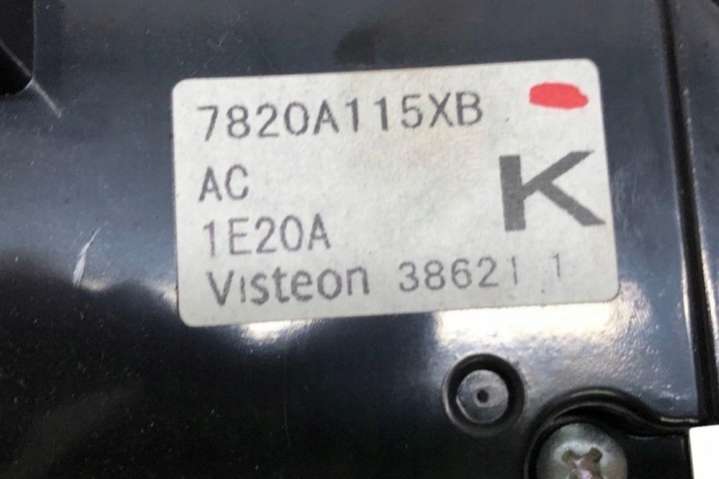 7820A115XB
AC
K
1E20A
Visteon 38621 1